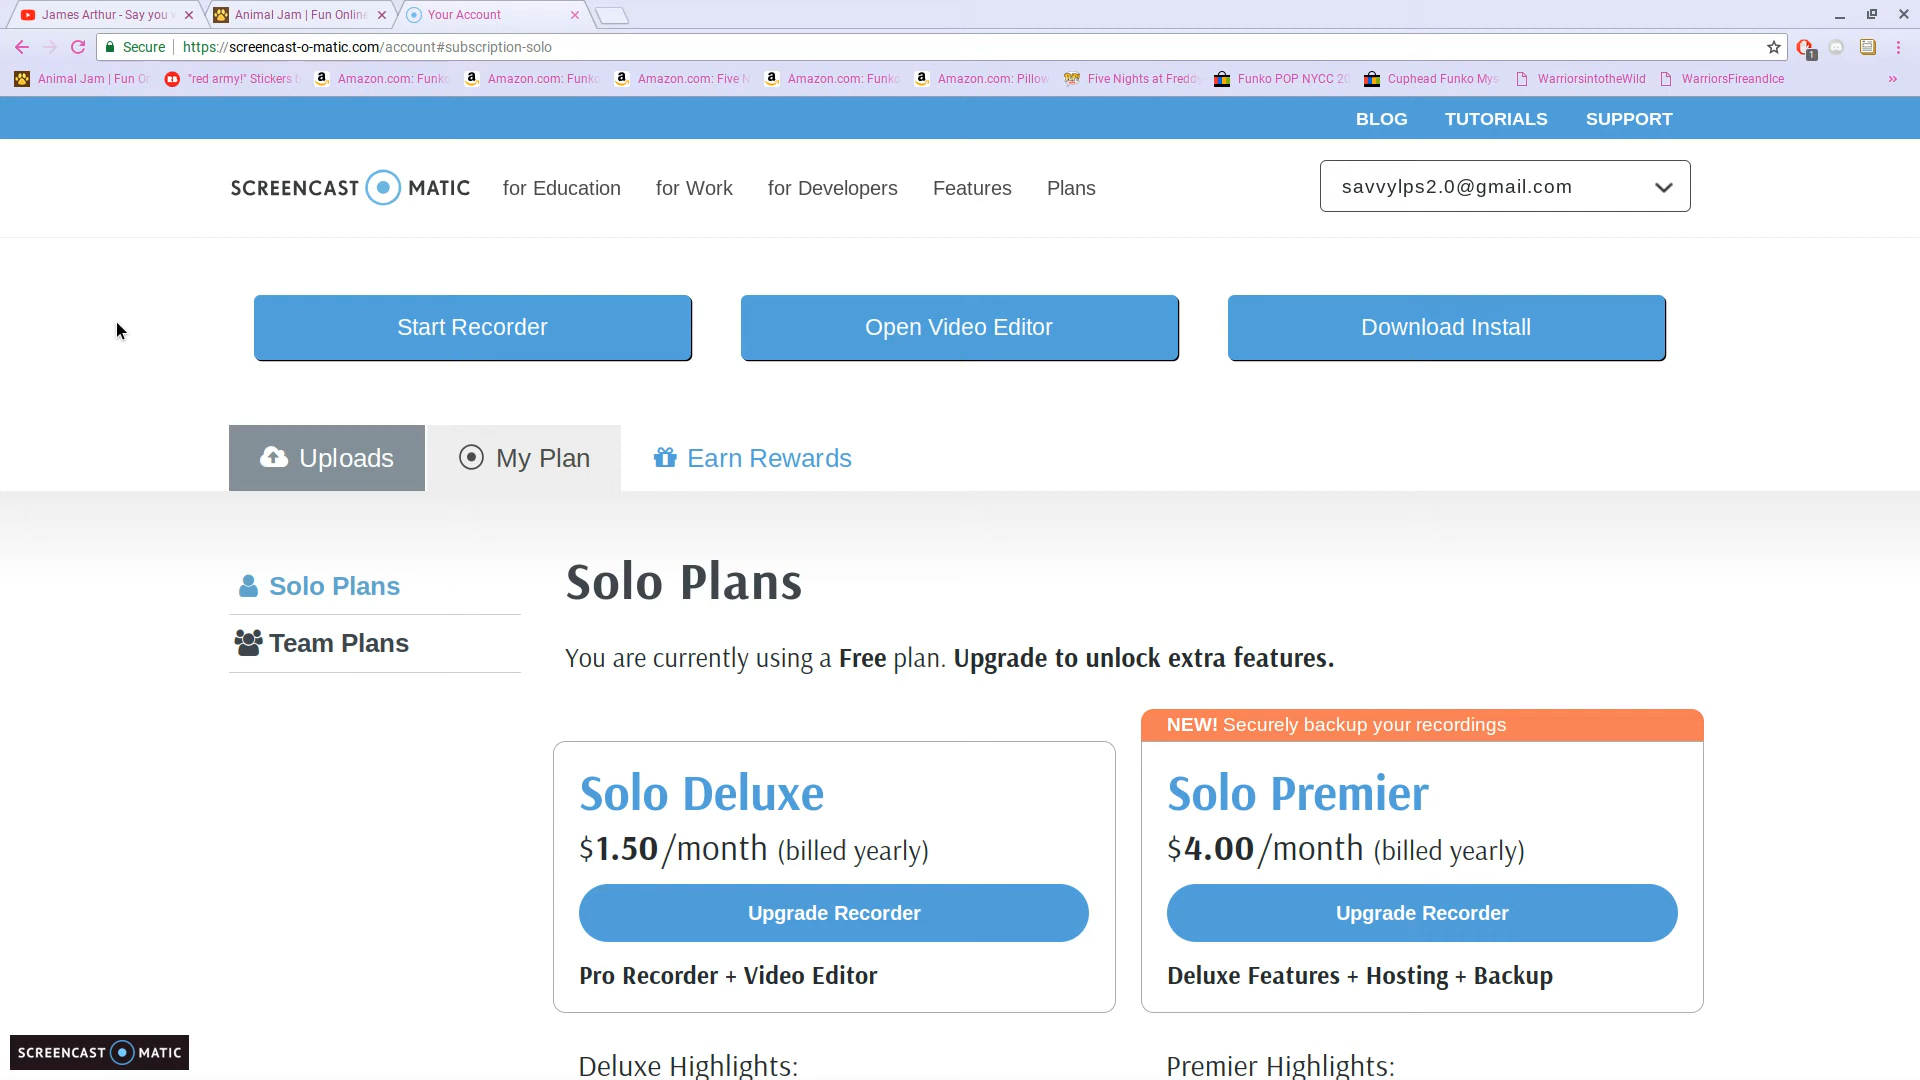 James Arthur - Say you
Animal Jam | Fun Online
Your Account
Secure
https://screencast-o-matic.com/account#subscription-solo
1
Animal Jam | Fun O
"red army!" Stickers
Amazon.com: Funko
Amazon.com: Funko
Amazon.com: Five N
Amazon.com: Funko
Amazon.com: Pillow
Five Nights at Freddy
Funko POP NYCC 20
Cuphead Funko Mys
WarriorsintotheWild
WarriorsFireandIce
BLOG
TUTORIALS
SUPPORT
SCREENCAST O MATIC
for Education
for Work
for Developers
Features
Plans
savvylps2.0@gmail.com
Start Recorder
Open Video Editor
Download Install
Uploads
My Plan
Earn Rewards
Solo Plans
Team Plans
Solo Plans
You are currently using a Free plan. Upgrade to unlock extra features.
Solo Deluxe
$1.50/month (billed yearly)
Upgrade Recorder
Pro Recorder + Video Editor
NEW! Securely backup your recordings
Solo Premier
$4.00/month (billed yearly)
Upgrade Recorder
Deluxe Features + Hosting + Backup
Deluxe Highlights:
Premier Highlights:
SCREENCAST O MATIC